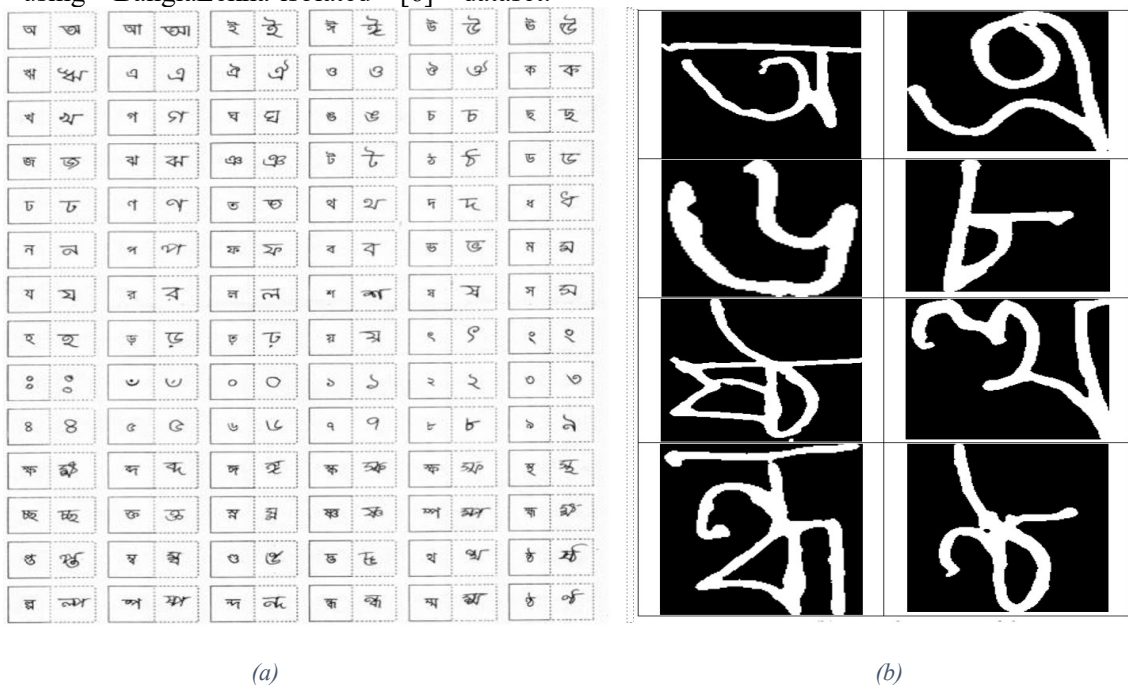 using BanglaLekha-Isolated [6] dataset.
অ অ আ আ ই ই ঈ ঈ উ উ ঊ ঊ
ঋ ঋ এ এ ঐ ঐ ও ও ঔ ঔ ক ক
খ খ গ গ ঘ ঘ ঙ ঙ চ চ ছ ছ
জ জ ঝ ঝ ঞ ঞ ট ট ঠ ঠ ড ড
ঢ ঢ ণ ণ ত ত থ থ দ দ ধ ধ
ন ন প প ফ ফ ব ব ভ ভ ম ম
য য র র ল ল শ শ ষ ষ স স
হ হ ড় ড় ঢ় ঢ় য় য় ৎ ৎ ং ং
ঃ ঃ ঁ ঁ ০ ০ ১ ১ ২ ২ ৩ ৩
৪ ৪ ৫ ৫ ৬ ৬ ৭ ৭ ৮ ৮ ৯ ৯
ক্ষ ক্ষ ব্দ ব্দ ঙ্গ ঙ্গ স্ক স্ক স্ফ স্ফ স্থ স্থ
চ্ছ চ্ছ ক্ত ক্ত স্ন স্ন ষ্ণ ষ্ণ স্প স্প
প্ত প্ত ম্ব ম্ব ণ্ড ণ্ড ত্থ ত্থ ষ্ঠ ষ্ঠ
ল্প ল্প ষ্প ষ্প ন্দ ন্দ ন্ধ ন্ধ ম্ম ম্ম ণ্ঠ ণ্ঠ
অ
চ
(a)
(b)